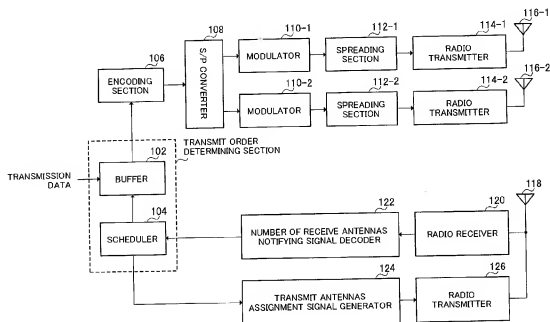 116-1
108
110-1
112-1
114-1
106
S/P CONVERTER
MODULATOR
SPREADING
SECTION
RADIO
TRANSMITTER
116-2
ENCODING
SECTION
110-2
112-2
114-2
MODULATOR
SPREADING
SECTION
RADIO
TRANSMITTER
TRANSMIT ORDER
DETERMINING SECTION
102
TRANSMISSION
DATA
BUFFER
118
104
122
120
SCHEDULER
NUMBER OF RECEIVE ANTENNAS
NOTIFYING SIGNAL DECODER
RADIO RECEIVER
124
126
TRANSMIT ANTENNAS
ASSIGNMENT SIGNAL GENERATOR
RADIO
TRANSMITTER